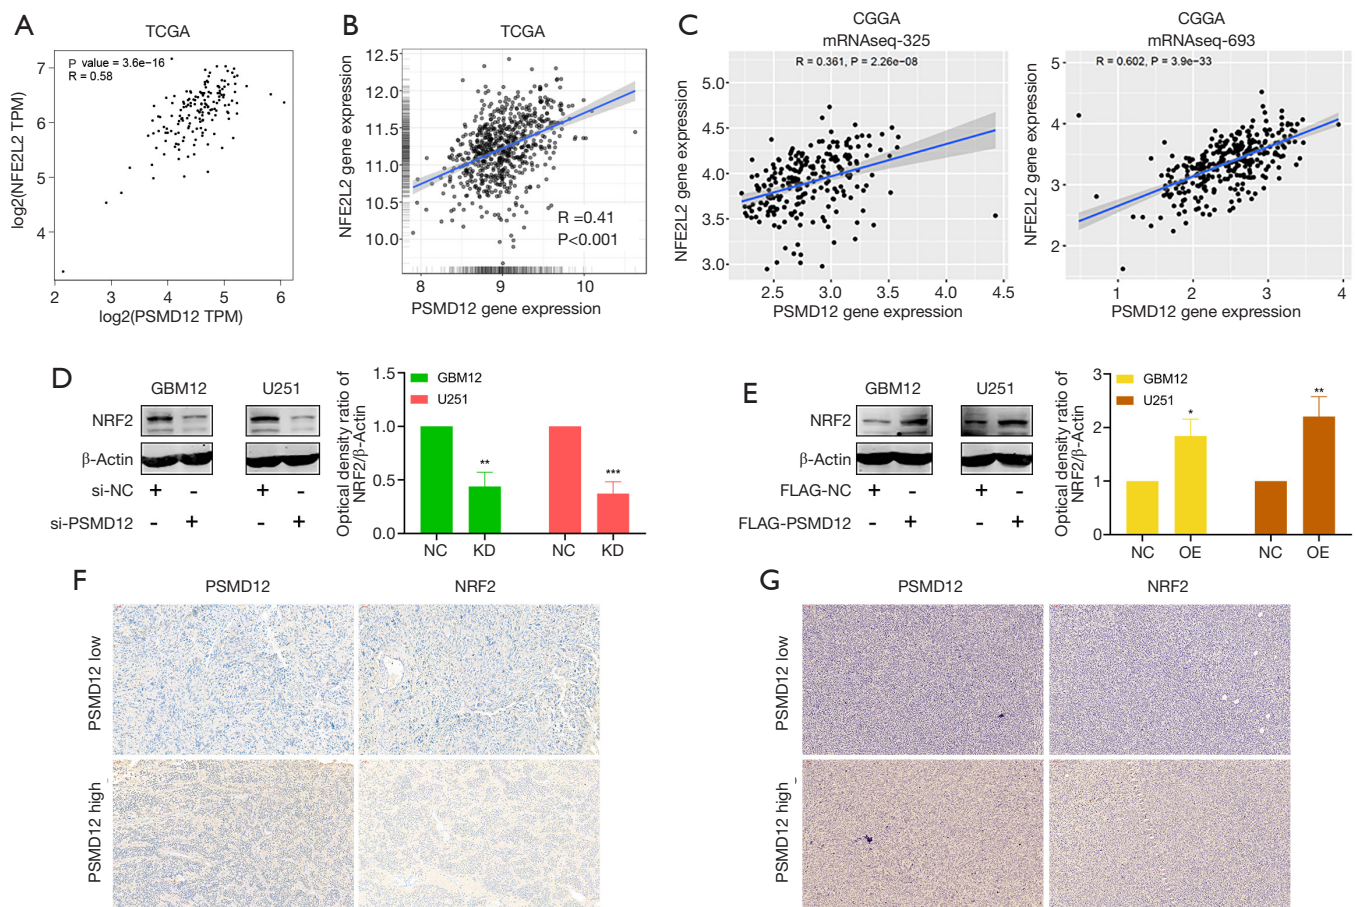 A
TCGA
P value = 3.6e−16
R = 0.58
7
6
5
4
log2(NFE2L2 TPM)
2
3
4
5
6
log2(PSMD12 TPM)
B
TCGA
12.5
12.0
11.5
11.0
10.5
10.0
NFE2L2 gene expression
R =0.41
P<0.001
8
9
10
PSMD12 gene expression
C
CGGA
mRNAseq-325
R = 0.361, P = 2.26e−08
5.0
4.5
4.0
3.5
3.0
NFE2L2 gene expression
2.5
3.0
3.5
4.0
4.5
PSMD12 gene expression
CGGA
mRNAseq-693
R = 0.602, P = 3.9e−33
5
4
3
2
NFE2L2 gene expression
1
2
3
4
PSMD12 gene expression
D
GBM12
U251
NRF2
β-Actin
si-NC + - + -
si-PSMD12 - + - +
Optical density ratio of
NRF2/β-Actin
1.5
1.0
0.5
0.0
GBM12
U251
**
***
NC
KD
NC
KD
E
GBM12
U251
NRF2
β-Actin
FLAG-NC + - + -
FLAG-PSMD12 - + - +
Optical density ratio of
NRF2/β-Actin
3
2
1
0
GBM12
U251
*
**
NC
OE
NC
OE
F
PSMD12
NRF2
PSMD12 low
PSMD12 high
G
PSMD12
NRF2
PSMD12 low
PSMD12 high